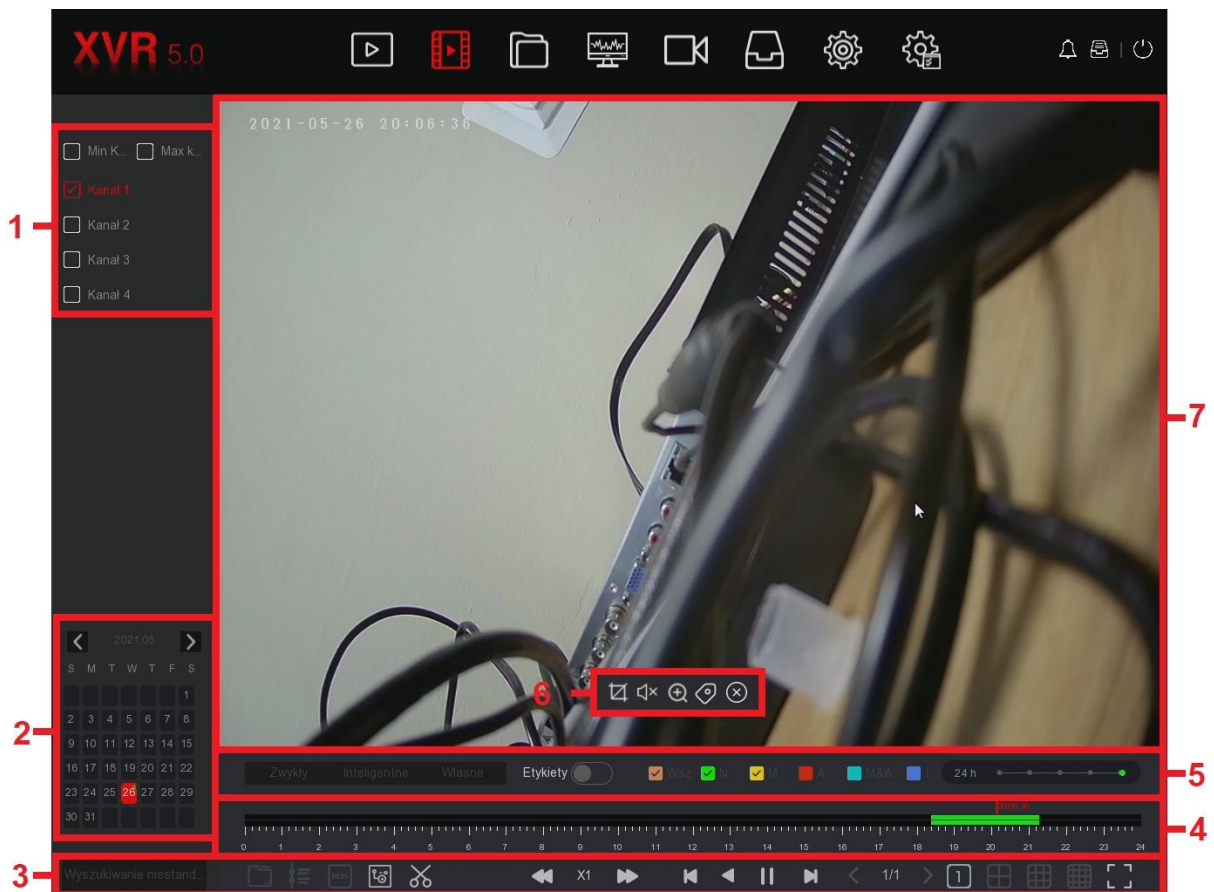 XVR 5.0
2021-05-26 20:06:36
Min K... Max k...
Kanał 1
1
Kanał 2
Kanał 3
Kanał 4
7
2021.05
S M T W T F S
1
2 3 4 5 6 7 8
9 10 11 12 13 14 15
16 17 18 19 20 21 22
23 24 25 26 27 28 29
30 31
2
6
Zwykły Inteligentne Własne Etykiety Wsz. N M A M&A I 24 h
5
20:06:36
0 1 2 3 4 5 6 7 8 9 10 11 12 13 14 15 16 17 18 19 20 21 22 23 24
4
3
Wyszukiwanie niestand... POS X1 1/1 1